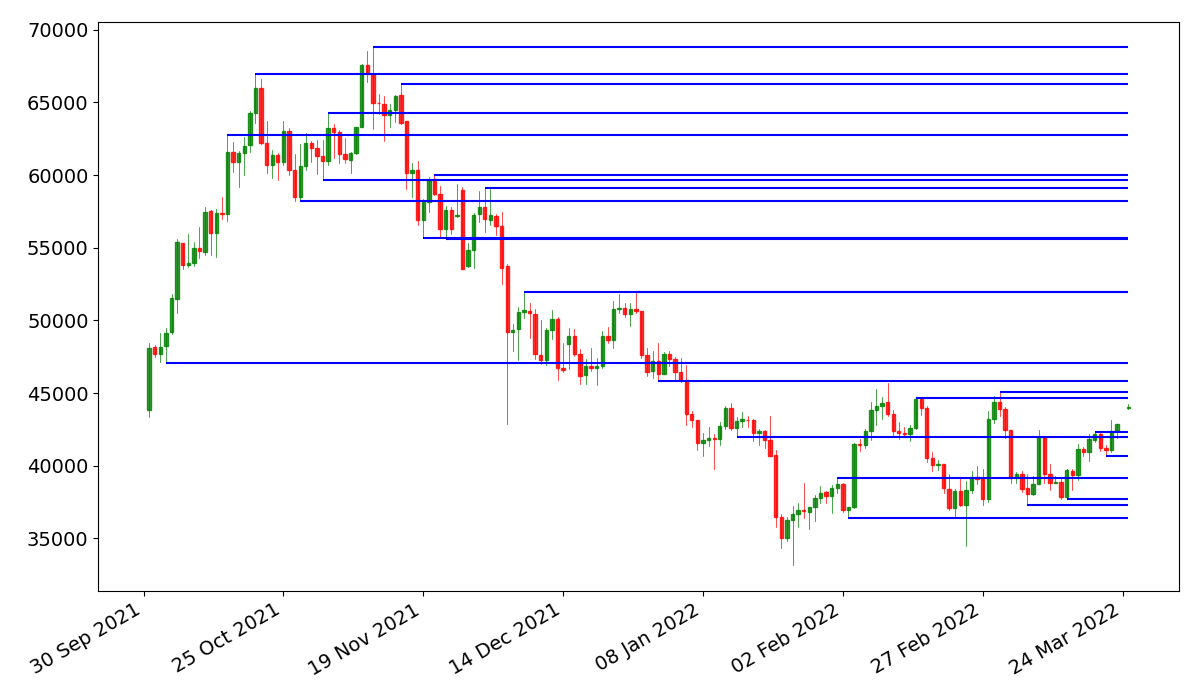 70000
65000
60000
55000
50000
45000
40000
35000
30 Sep 2021
25 Oct 2021
19 Nov 2021
14 Dec 2021
08 Jan 2022
02 Feb 2022
27 Feb 2022
24 Mar 2022